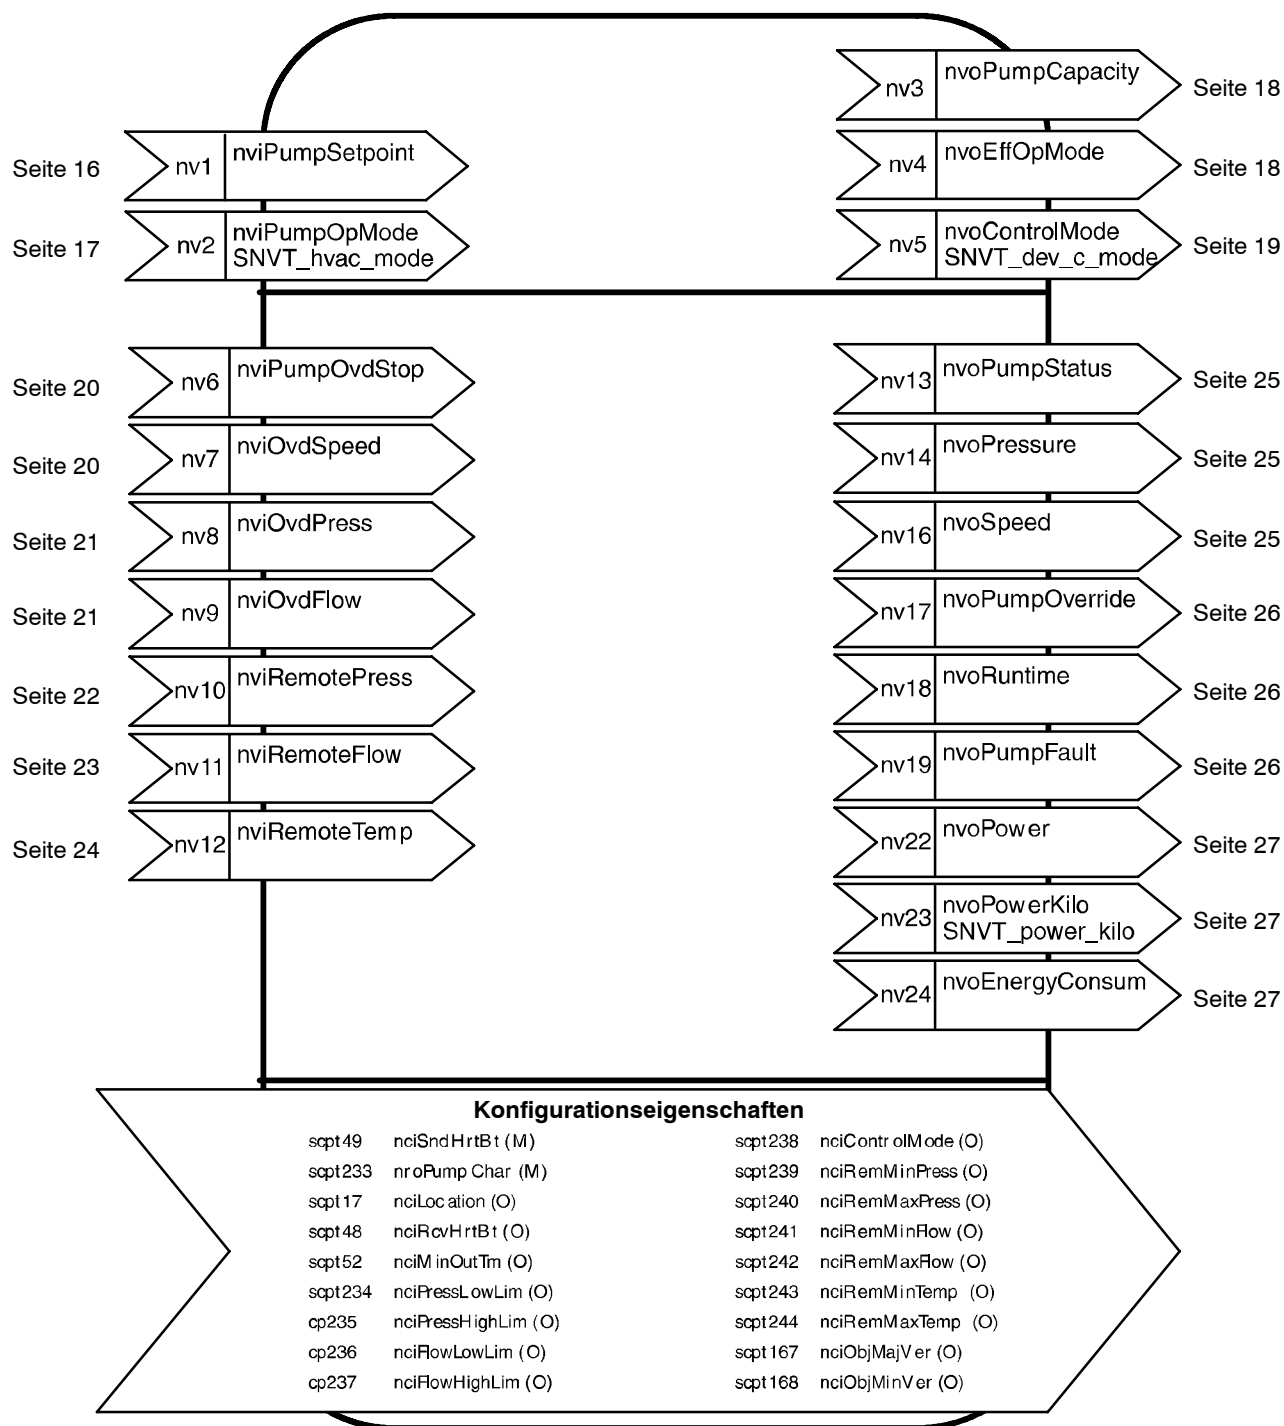 nv3 nvoPumpCapacity Seite 18
Seite 16 nv1 nviPumpSetpoint
nv4 nvoEffOpMode Seite 18
Seite 17 nv2 nviPumpOpMode
SNVT_hvac_mode
nv5 nvoControlMode
SNVT_dev_c_mode Seite 19
Seite 20 nv6 nviPumpOvdStop
Seite 20 nv7 nviOvdSpeed
Seite 21 nv8 nviOvdPress
Seite 21 nv9 nviOvdFlow
Seite 22 nv10 nviRemotePress
Seite 23 nv11 nviRemoteFlow
Seite 24 nv12 nviRemoteTemp
nv13 nvoPumpStatus Seite 25
nv14 nvoPressure Seite 25
nv16 nvoSpeed Seite 25
nv17 nvoPumpOverride Seite 26
nv18 nvoRuntime Seite 26
nv19 nvoPumpFault Seite 26
nv22 nvoPower Seite 27
nv23 nvoPowerKilo
SNVT_power_kilo Seite 27
nv24 nvoEnergyConsum Seite 27
Konfigurationseigenschaften
scpt49 nciSndHrtBt (M)
scpt233 nroPumpChar (M)
scpt17 nciLocation (O)
scpt48 nciRcvHrtBt (O)
scpt52 nciMinOutTm (O)
scpt234 nciPressLowLim (O)
cp235 nciPressHighLim (O)
cp236 nciFlowLowLim (O)
cp237 nciFlowHighLim (O)
scpt238 nciControlMode (O)
scpt239 nciRemMinPress (O)
scpt240 nciRemMaxPress (O)
scpt241 nciRemMinFlow (O)
scpt242 nciRemMaxFlow (O)
scpt243 nciRemMinTemp (O)
scpt244 nciRemMaxTemp (O)
scpt167 nciObjMajVer (O)
scpt168 nciObjMinVer (O)